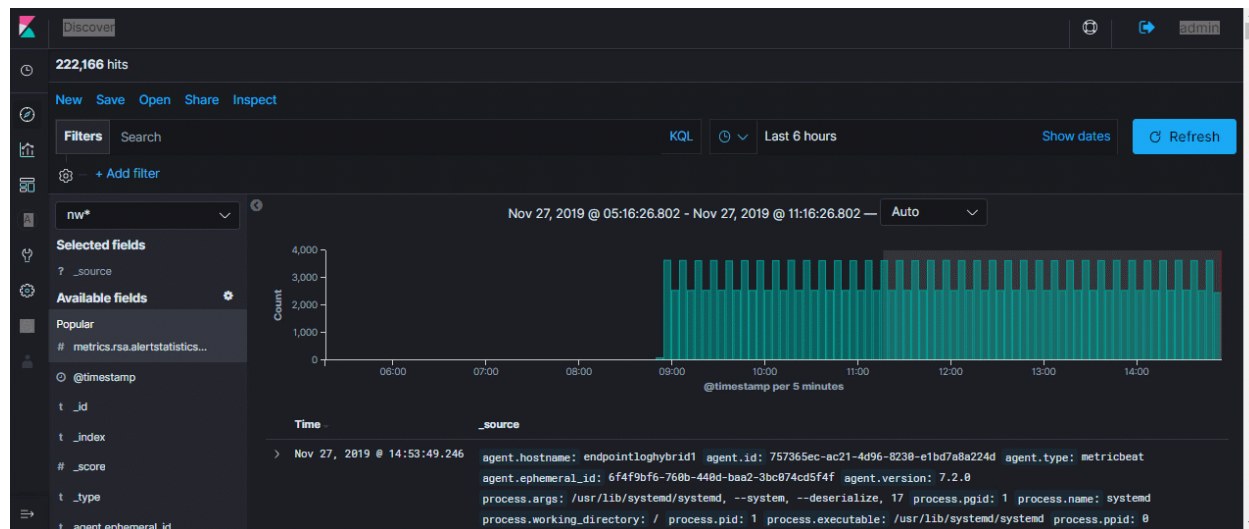 Discover
admin
222,166 hits
New Save Open Share Inspect
Filters Search KQL Last 6 hours Show dates Refresh
+ Add filter
nw*
Nov 27, 2019 @ 05:16:26.802 - Nov 27, 2019 @ 11:16:26.802 — Auto
Selected fields
? _source
Available fields
Popular
# metrics.rsa.alertstatistics...
@timestamp
t _id
t _index
# _score
t _type
t agent.ephemeral_id
4,000
3,000
2,000
1,000
0
Count
06:00 07:00 08:00 09:00 10:00 11:00 12:00 13:00 14:00
@timestamp per 5 minutes
Time _source
Nov 27, 2019 @ 14:53:49.246 agent.hostname: endpointloghybrid1 agent.id: 757365ec-ac21-4d96-8230-e1bd7a8a224d agent.type: metricbeat
agent.ephemeral_id: 6f4f9bf6-760b-440d-baa2-3bc074cd5f4f agent.version: 7.2.0
process.args: /usr/lib/systemd/systemd, --system, --deserialize, 17 process.pgid: 1 process.name: systemd
process.working_directory: / process.pid: 1 process.executable: /usr/lib/systemd/systemd process.ppid: 0